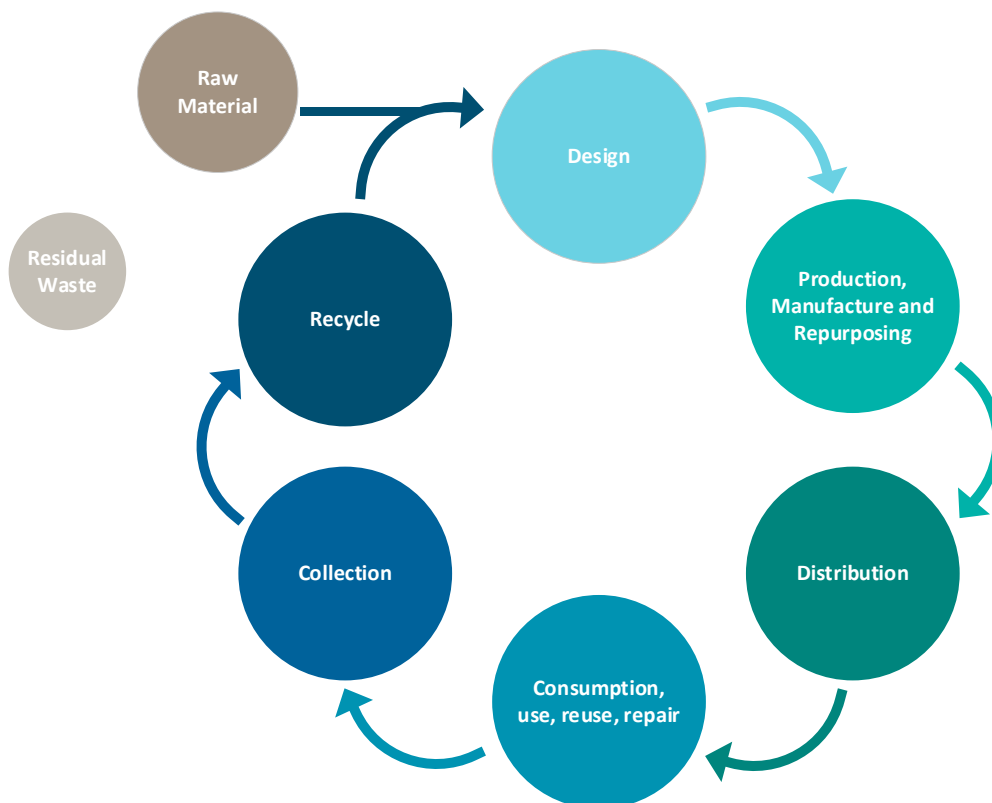 Raw
Material
Design
Residual
Waste
Recycle
Production,
Manufacture and
Repurposing
Collection
Distribution
Consumption,
use, reuse, repair